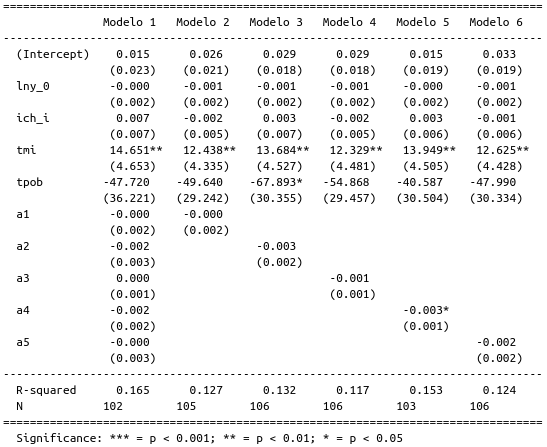 ================================================================================
Modelo 1 Modelo 2 Modelo 3 Modelo 4 Modelo 5 Modelo 6
--------------------------------------------------------------------------------
(Intercept) 0.015 0.026 0.029 0.029 0.015 0.033
(0.023) (0.021) (0.018) (0.018) (0.019) (0.019)
lny_0 -0.000 -0.001 -0.001 -0.001 -0.000 -0.001
(0.002) (0.002) (0.002) (0.002) (0.002) (0.002)
ich_i 0.007 -0.002 0.003 -0.002 0.003 -0.001
(0.007) (0.005) (0.007) (0.005) (0.006) (0.006)
tmi 14.651** 12.438** 13.684** 12.329** 13.949** 12.625**
(4.653) (4.335) (4.527) (4.481) (4.505) (4.428)
tpob -47.720 -49.640 -67.893* -54.868 -40.587 -47.990
(36.221) (29.242) (30.355) (29.457) (30.504) (30.334)
a1 -0.000 -0.000
(0.002) (0.002)
a2 -0.002 -0.003
(0.003) (0.002)
a3 0.000 -0.001
(0.001) (0.001)
a4 -0.002 -0.003*
(0.002) (0.001)
a5 -0.000 -0.002
(0.003) (0.002)
--------------------------------------------------------------------------------
R-squared 0.165 0.127 0.132 0.117 0.153 0.124
N 102 105 106 106 103 106
================================================================================
Significance: *** = p < 0.001; ** = p < 0.01; * = p < 0.05